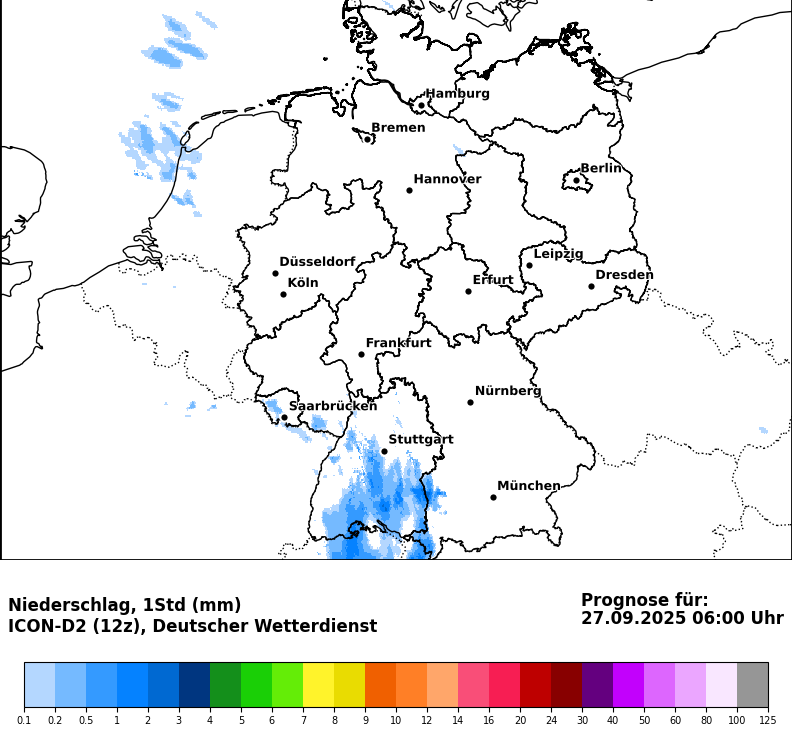 Hamburg
Bremen
Berlin
Hannover
Leipzig
Düsseldorf
Dresden
Köln
Erfurt
Frankfurt
Nürnberg
Saarbrücken
Stuttgart
München
Niederschlag, 1Std (mm)
ICON-D2 (12z), Deutscher Wetterdienst
Prognose für:
27.09.2025 06:00 Uhr
0.1 0.2 0.5 1 2 3 4 5 6 7 8 9 10 12 14 16 20 24 30 40 50 60 80 100 125